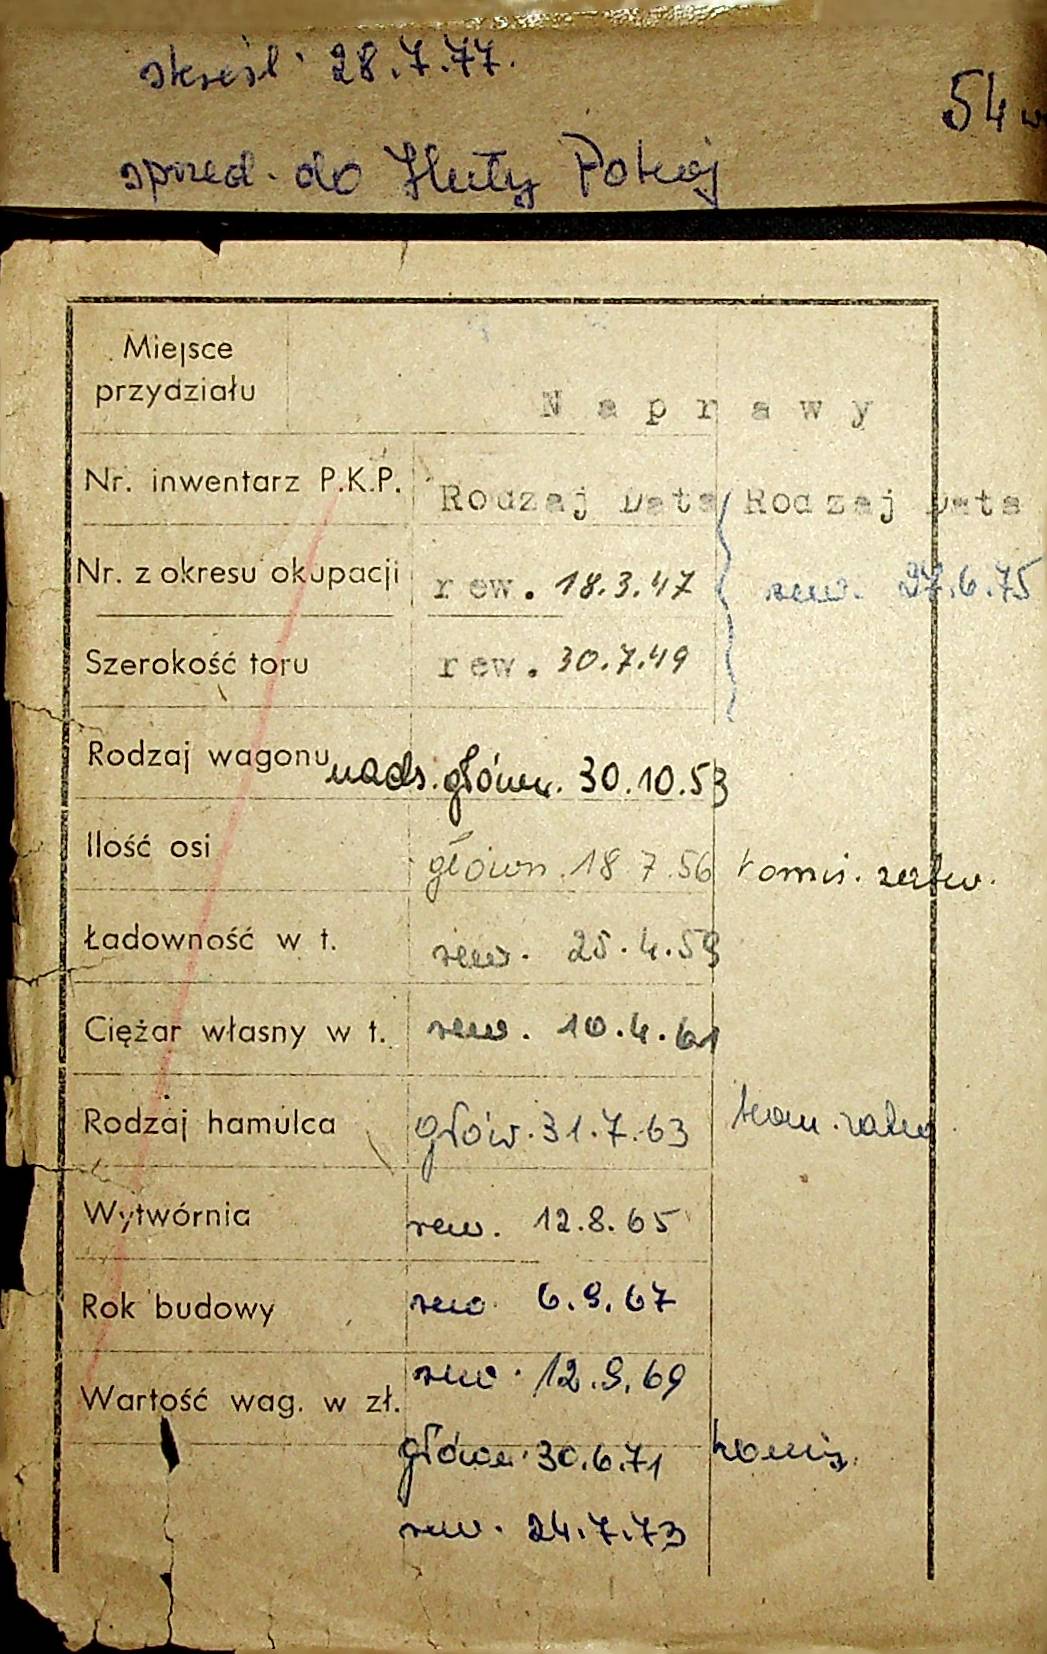 skreśl. 28.7.77.
54
sprzed. do Huty Pokój
Miejsce
przydziału
Naprawy
Nr. inwentarz P.K.P. Rodzaj Data Rodzaj Data
Nr. z okresu okupacji rew. 18.3.47 rew. 27.6.75
Szerokość toru rew. 30.7.49
Rodzaj wagonu nads. główn. 30.10.53
Ilość osi główn. 18 7 56 komis.
Ładowność w t. rew. 25.4.59
Ciężar własny w t. rew. 10.4.61
Rodzaj hamulca głów. 31.7.63
Wytwórnia rew. 12.8.65
Rok budowy rew. 6.9.67
rew. 12.9.69
Wartość wag. w zł.
główn. 30.6.71 komis.
rew. 24.7.73